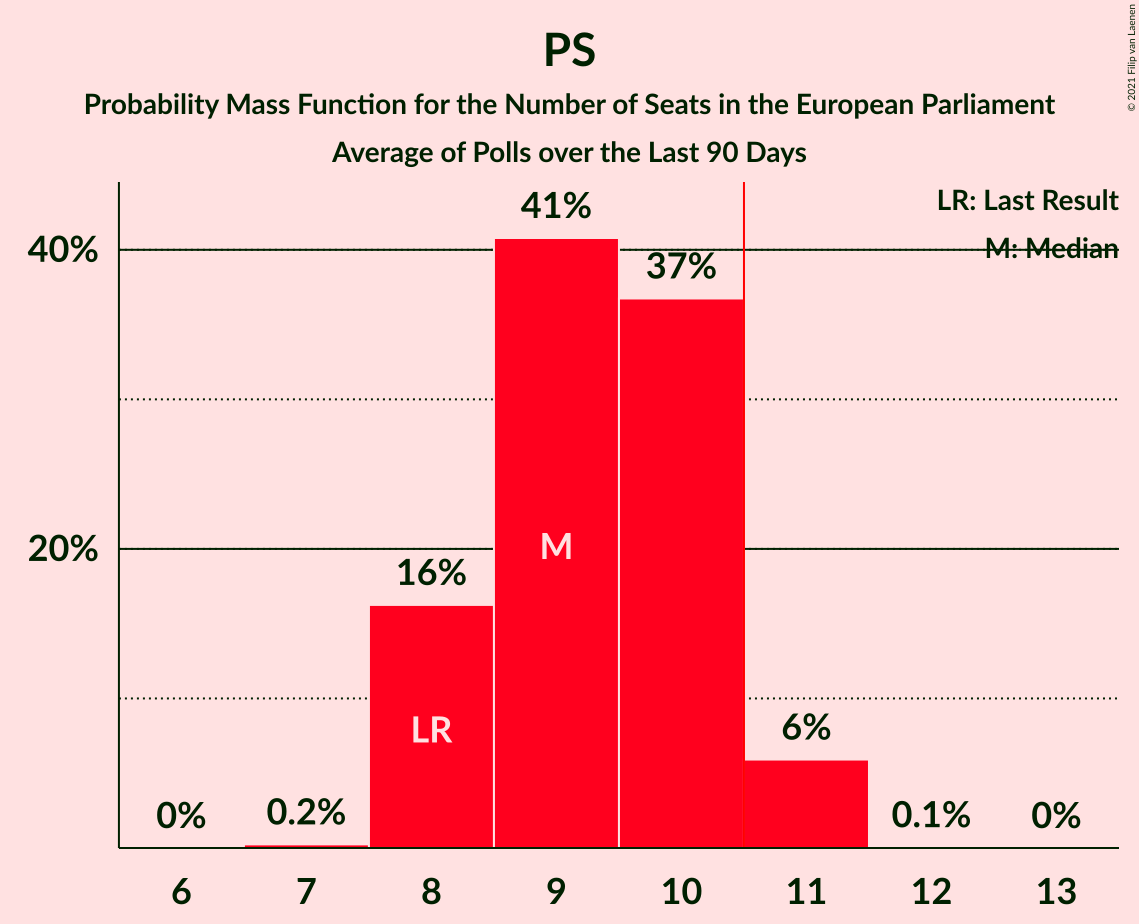 PS
Probability Mass Function for the Number of Seats in the European Parliament
Average of Polls over the Last 90 Days
© 2021 Filip van Laenen
LR: Last Result
M: Median
40%
20%
0%
0.2%
16%
41%
37%
6%
0.1%
0%
LR
M
6 7 8 9 10 11 12 13